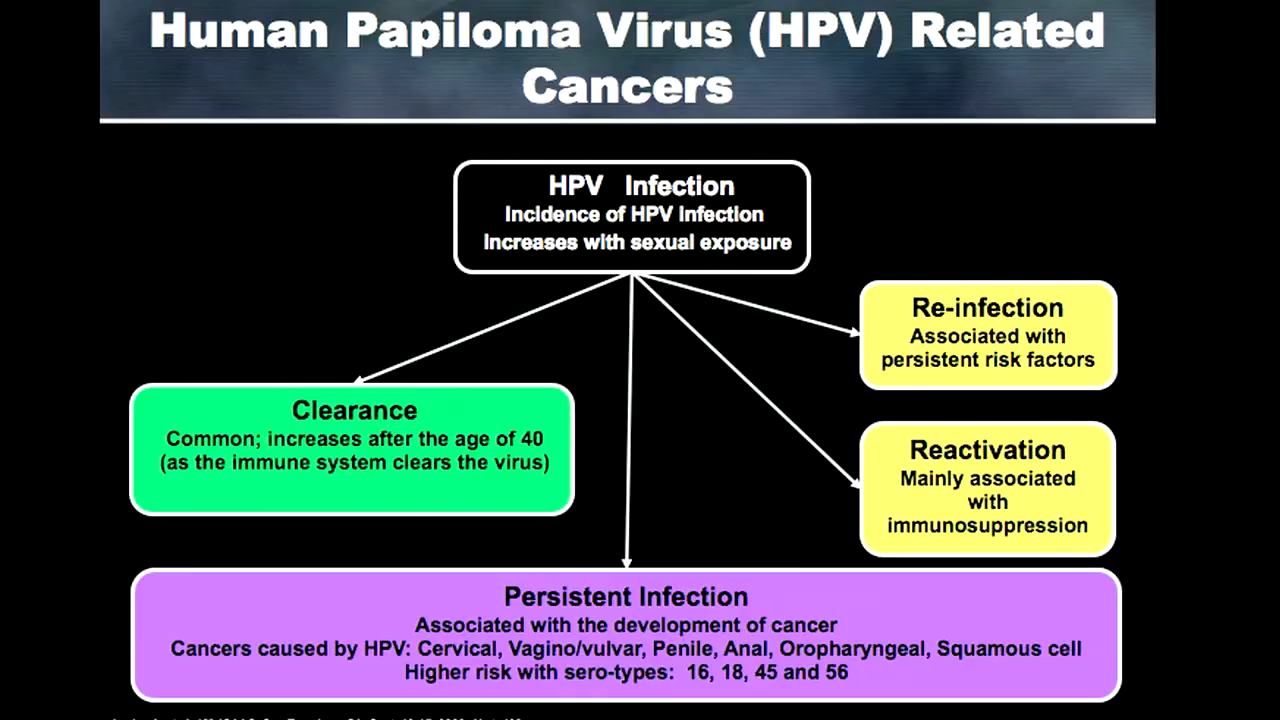 Human Papiloma Virus (HPV) Related
Cancers
HPV Infection
Incidence of HPV infection
increases with sexual exposure
Re-infection
Associated with
persistent risk factors
Clearance
Common; increases after the age of 40
(as the immune system clears the virus)
Reactivation
Mainly associated
with
immunosuppression
Persistent Infection
Associated with the development of cancer
Cancers caused by HPV: Cervical, Vagino/vulvar, Penile, Anal, Oropharyngeal, Squamous cell
Higher risk with sero-types: 16, 18, 45 and 56